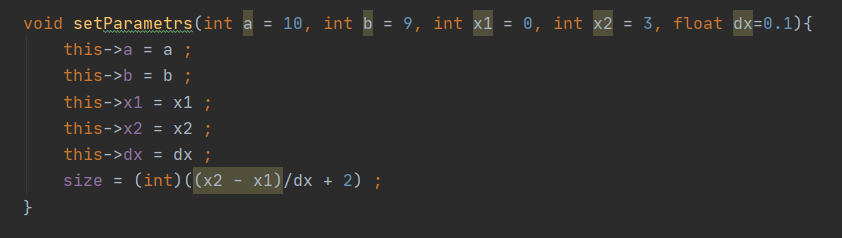 void setParametrs(int a = 10, int b = 9, int x1 = 0, int x2 = 3, float dx=0.1){
this->a = a ;
this->b = b ;
this->x1 = x1 ;
this->x2 = x2 ;
this->dx = dx ;
size = (int)((x2 - x1)/dx + 2) ;
}